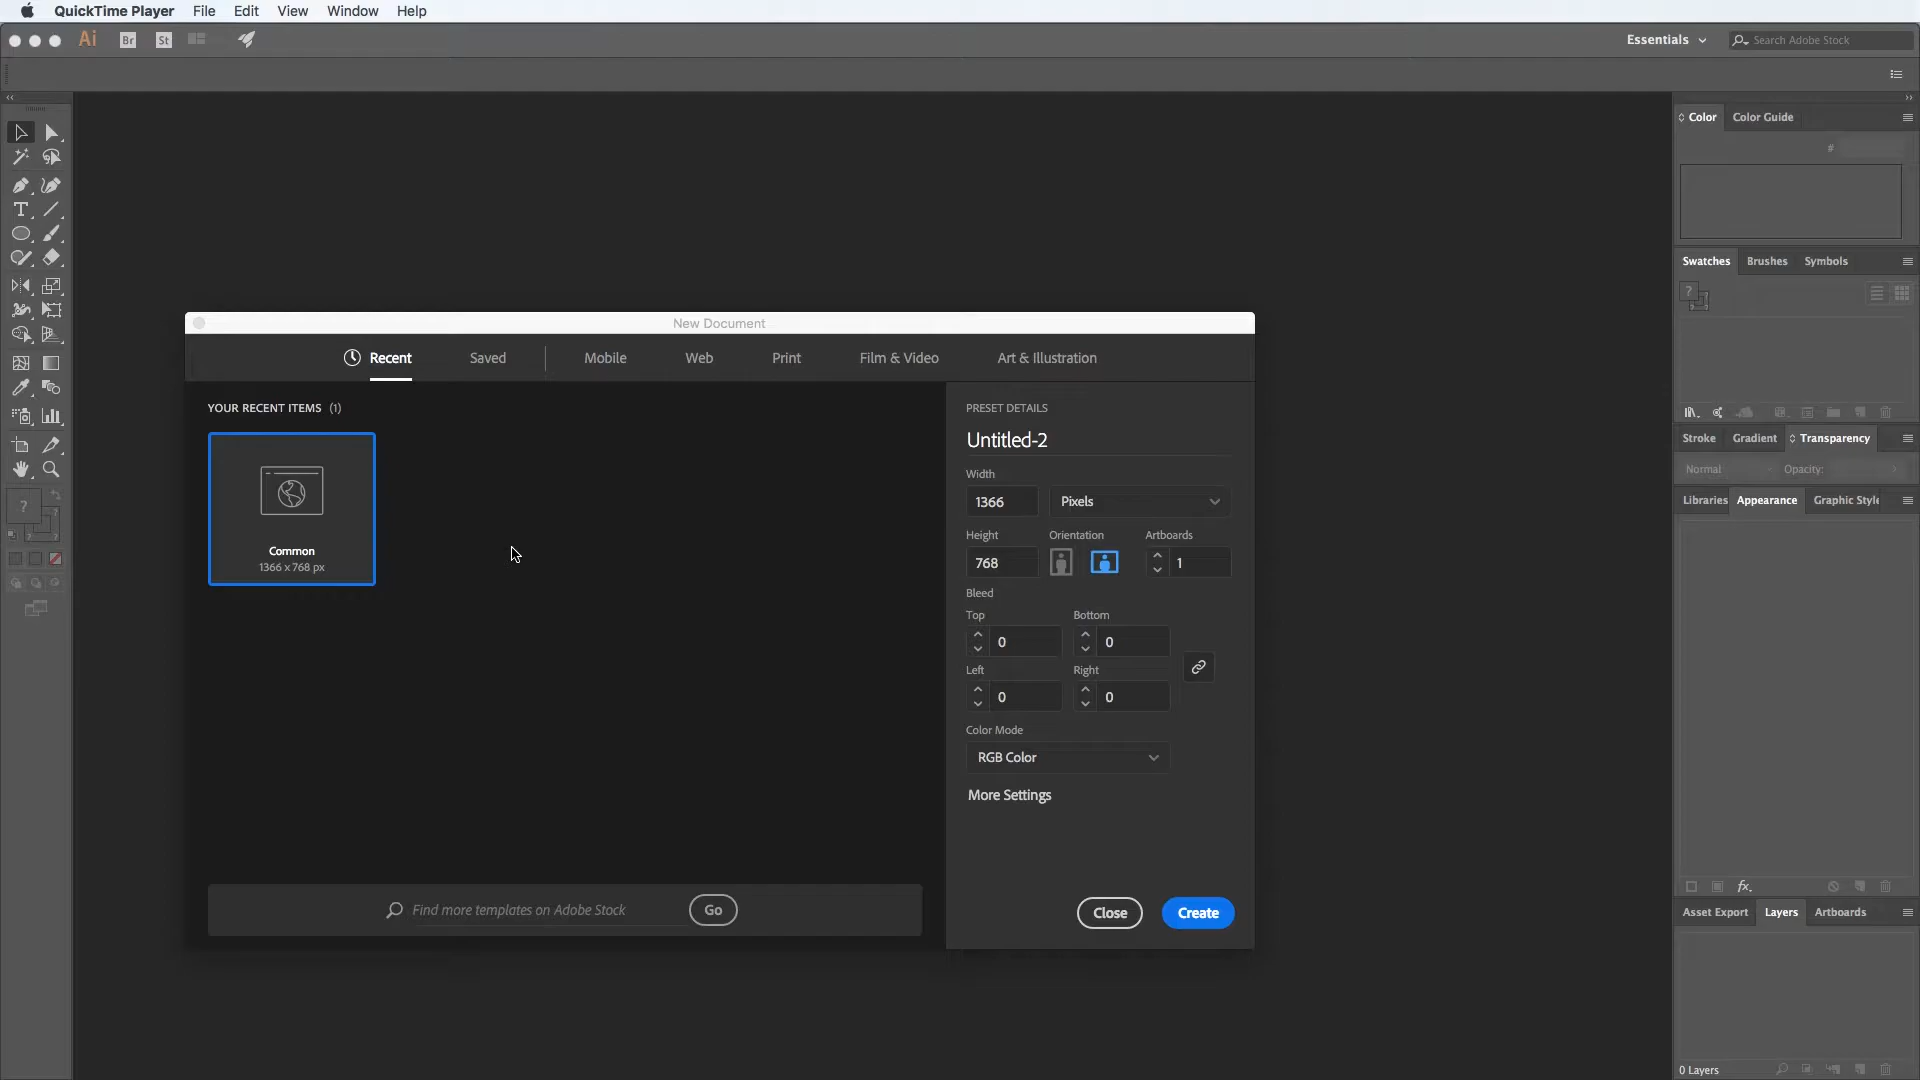 QuickTime Player File Edit View Window Help
Ai Br St Essentials Search Adobe Stock
Color Color Guide
#
Swatches Brushes Symbols
?
New Document
Recent Saved Mobile Web Print Film & Video Art & Illustration
YOUR RECENT ITEMS (1)
Common
1366 x 768 px
Find more templates on Adobe Stock Go
PRESET DETAILS
Untitled-2
Width
1366 Pixels
Height Orientation Artboards
768 1
Bleed
Top Bottom
0 0
Left Right
0 0
Color Mode
RGB Color
More Settings
Close Create
Stroke Gradient Transparency
Normal Opacity:
Libraries Appearance Graphic Style
?
fx
Asset Export Layers Artboards
0 Layers